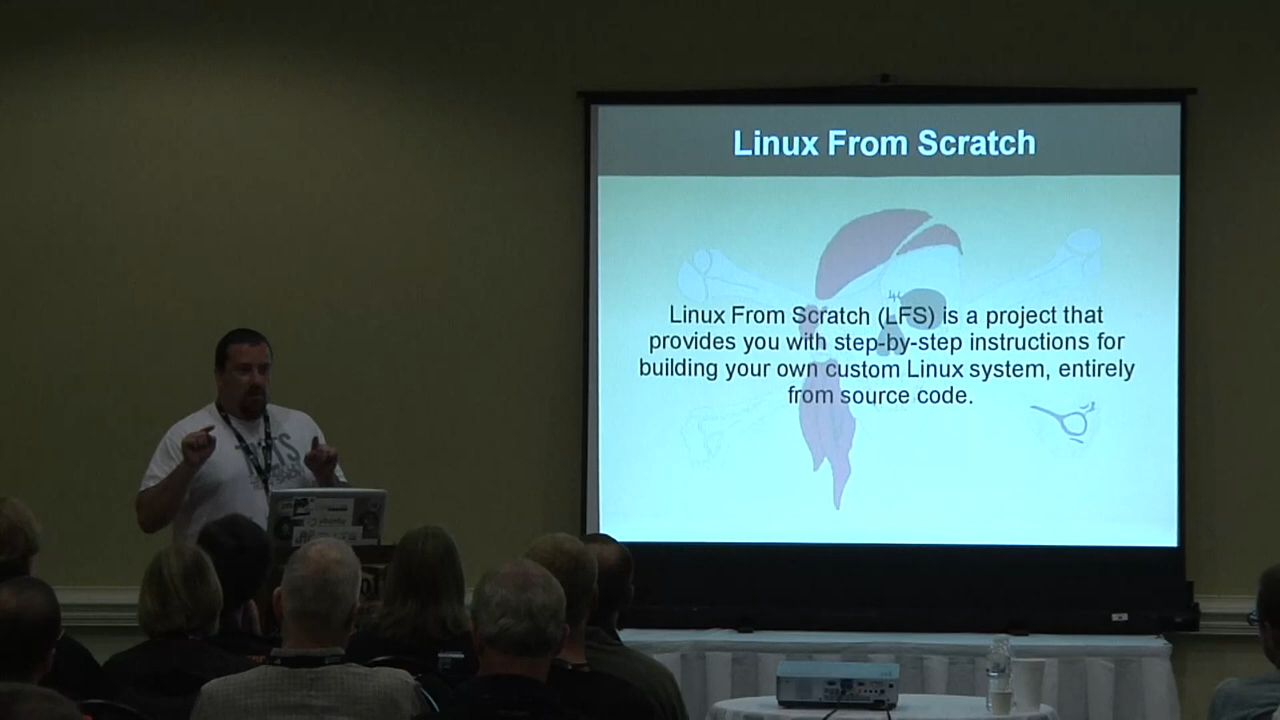 Linux From Scratch
Linux From Scratch (LFS) is a project that
provides you with step-by-step instructions for
building your own custom Linux system, entirely
from source code.